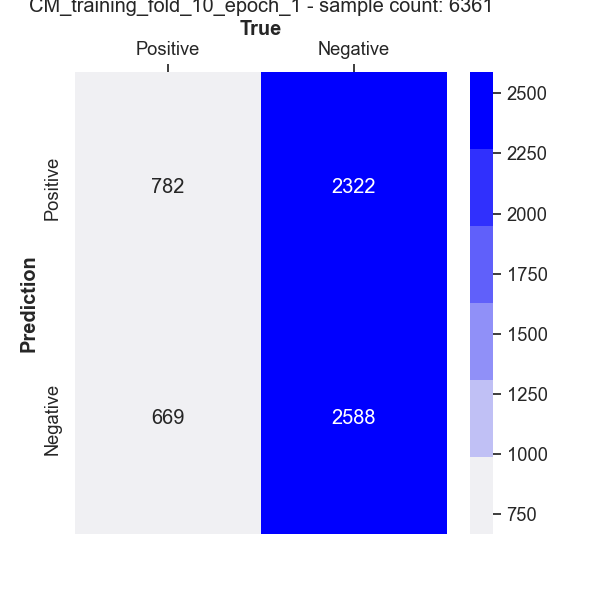 CM_training_fold_10_epoch_1 - sample count: 6361
True
Positive Negative
2500
2250
2000
1750
1500
1250
1000
750
Prediction
Positive
Negative
782 2322
669 2588